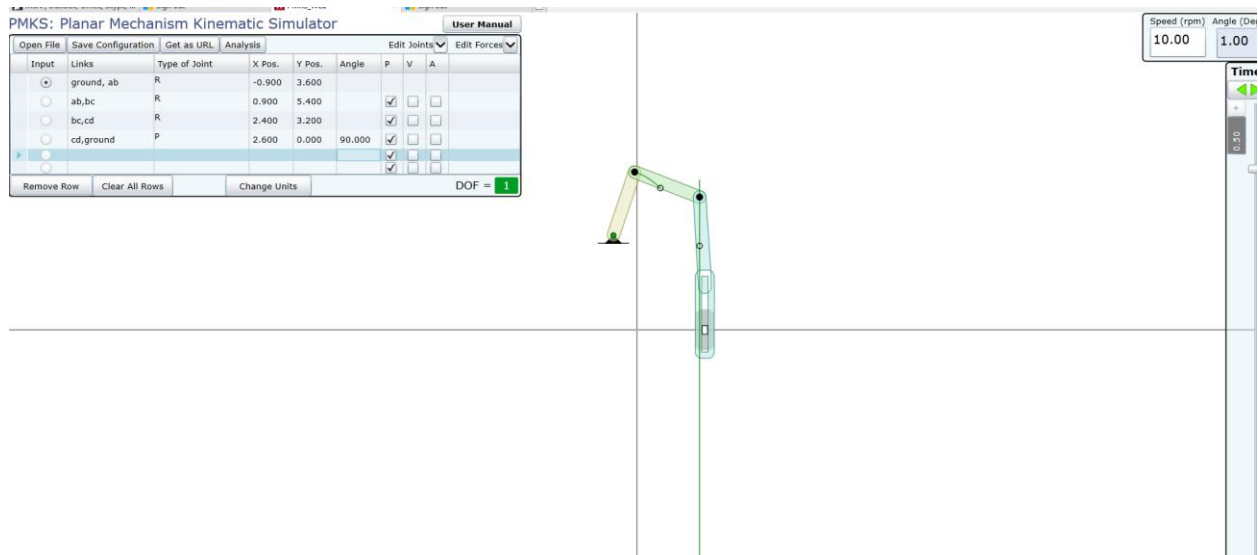 PMKS: Planar Mechanism Kinematic Simulator
User Manual
Open File Save Configuration Get as URL Analysis Edit Joints Edit Forces
Input Links Type of Joint X Pos. Y Pos. Angle P V A
ground, ab R -0.900 3.600
ab,bc R 0.900 5.400
bc,cd R 2.400 3.200
cd,ground P 2.600 0.000 90.000
Remove Row Clear All Rows Change Units DOF = 1
Speed (rpm) Angle (De
10.00 1.00
Time
+
0.50